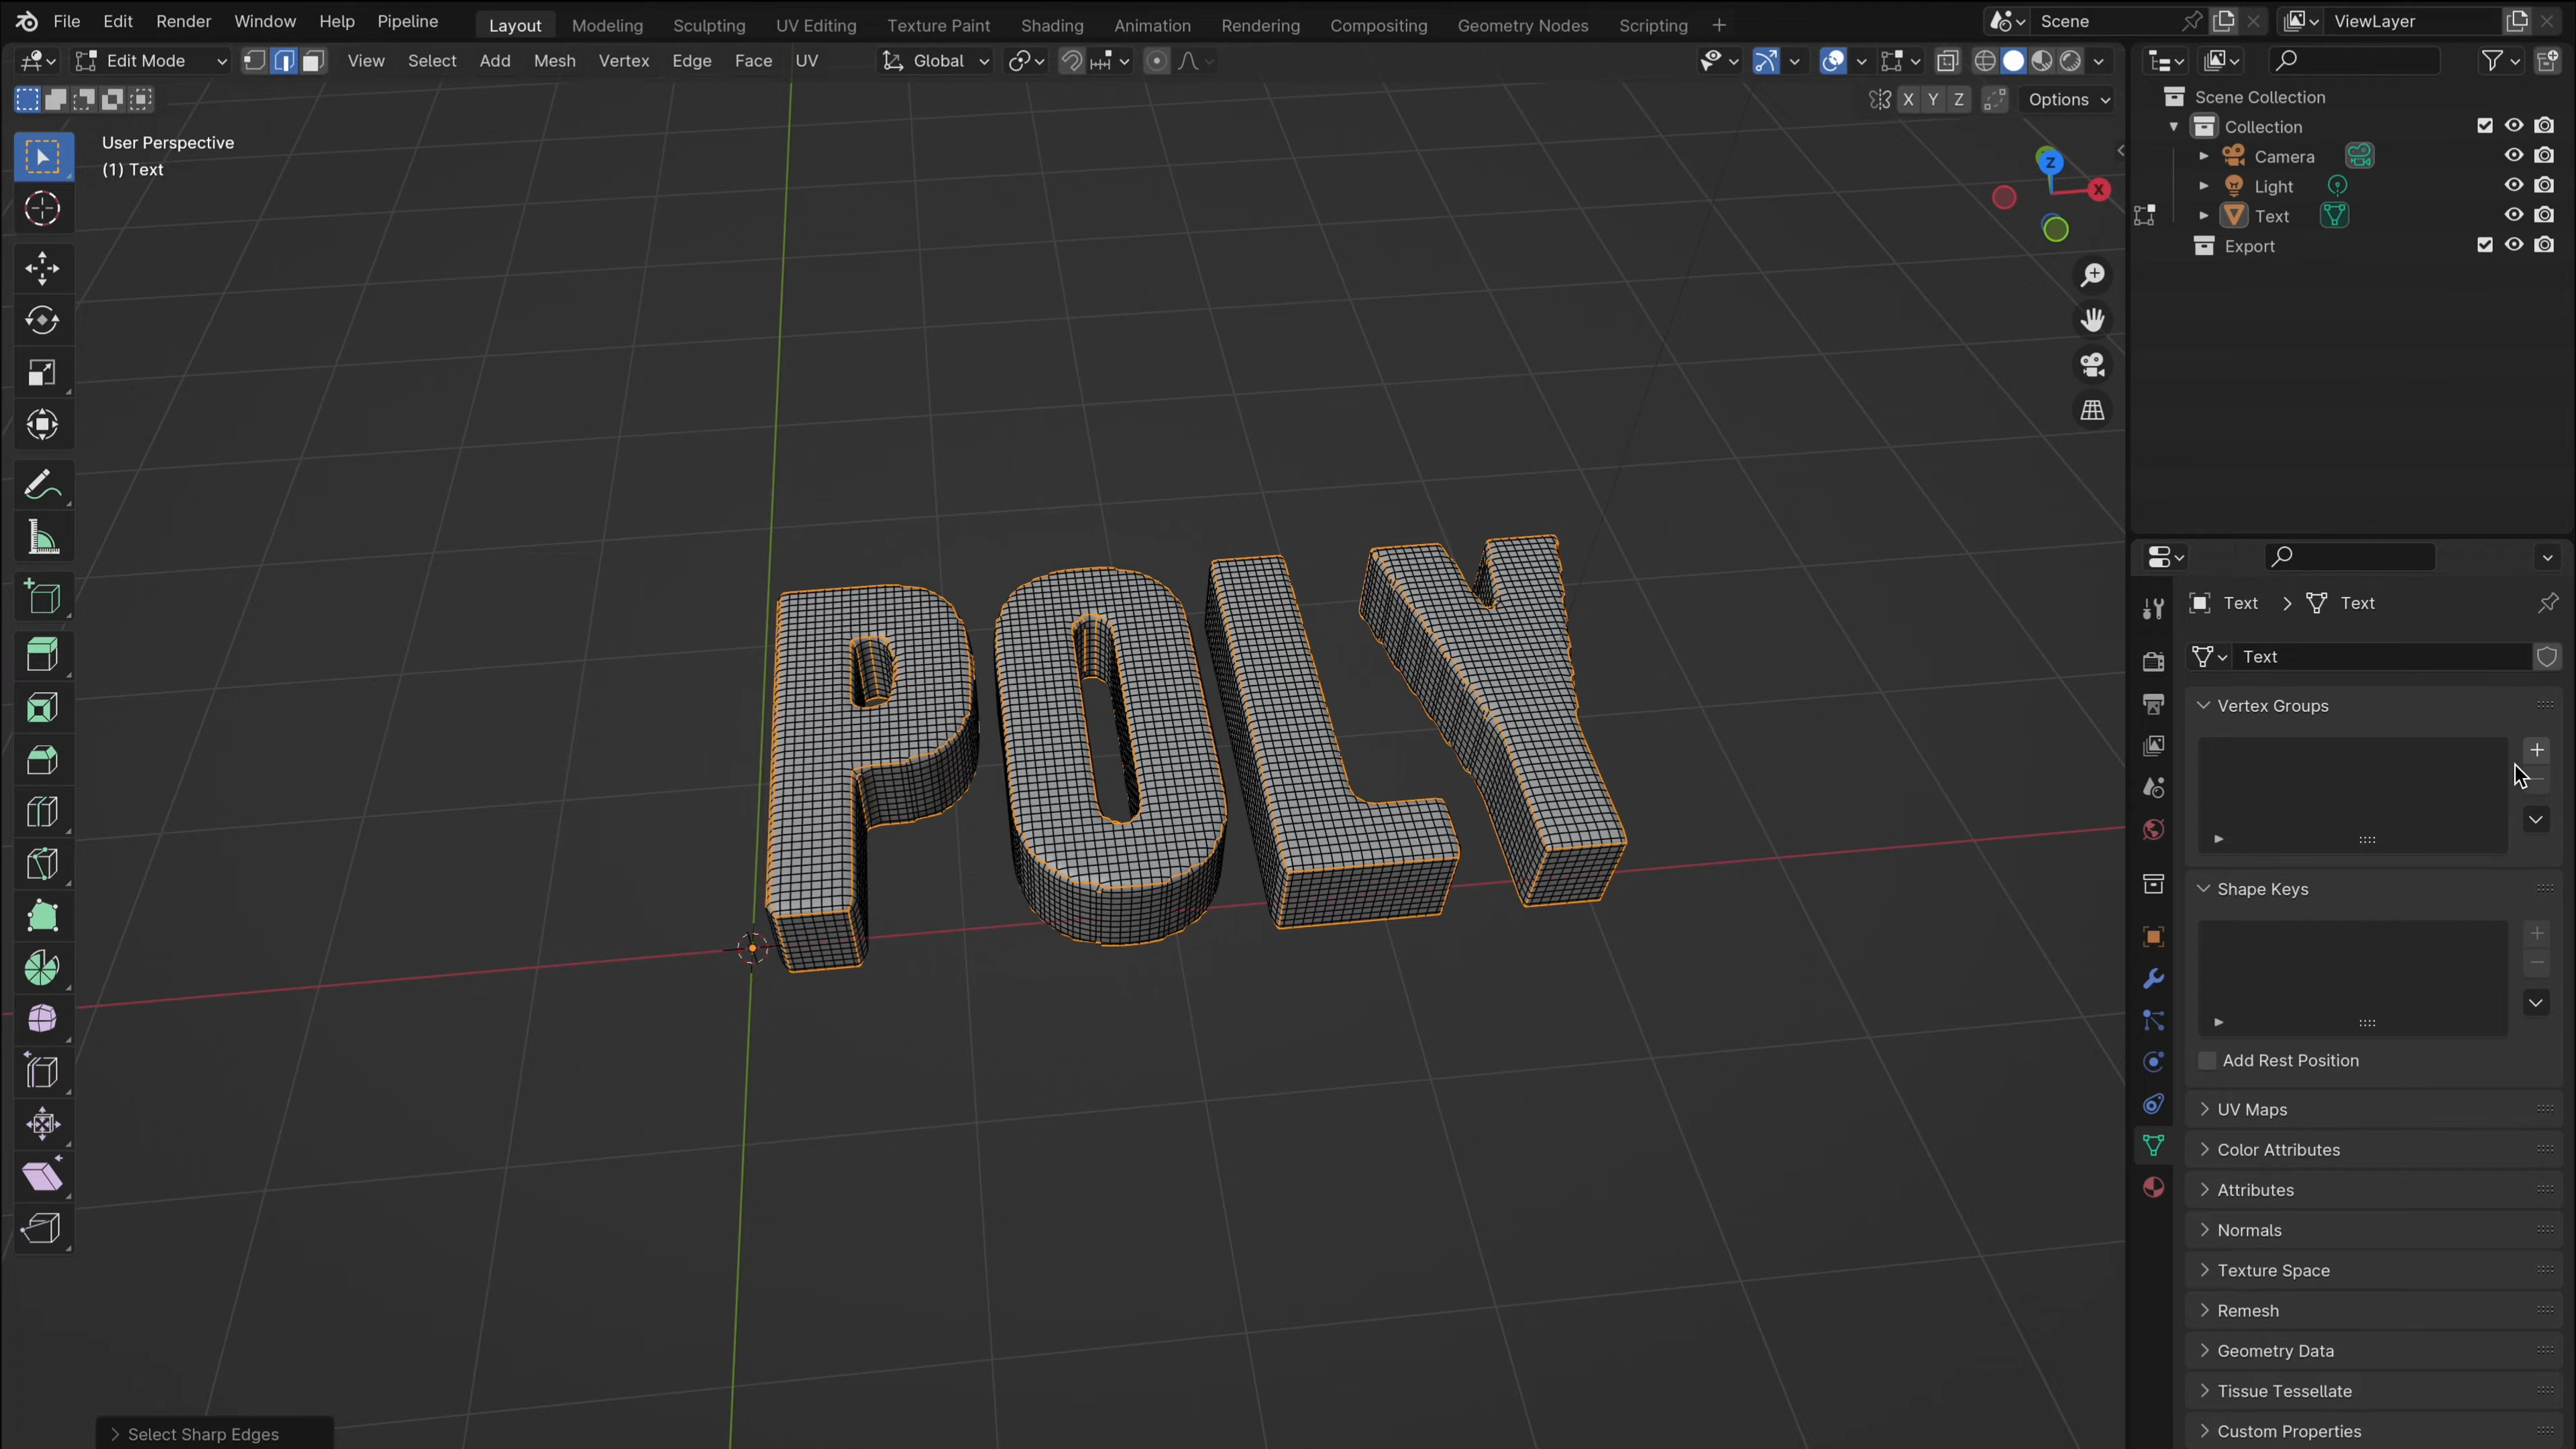 File Edit Render Window Help Pipeline
Layout Modeling Sculpting UV Editing Texture Paint Shading Animation Rendering Compositing Geometry Nodes Scripting +
Scene
ViewLayer
Edit Mode
View Select Add Mesh Vertex Edge Face UV
Global
X Y Z
Options
User Perspective
(1) Text
Z
X
POLY
Select Sharp Edges
Scene Collection
Collection
Camera
Light
Text
Export
Text > Text
Text
Vertex Groups
Shape Keys
Add Rest Position
UV Maps
Color Attributes
Attributes
Normals
Texture Space
Remesh
Geometry Data
Tissue Tessellate
Custom Properties